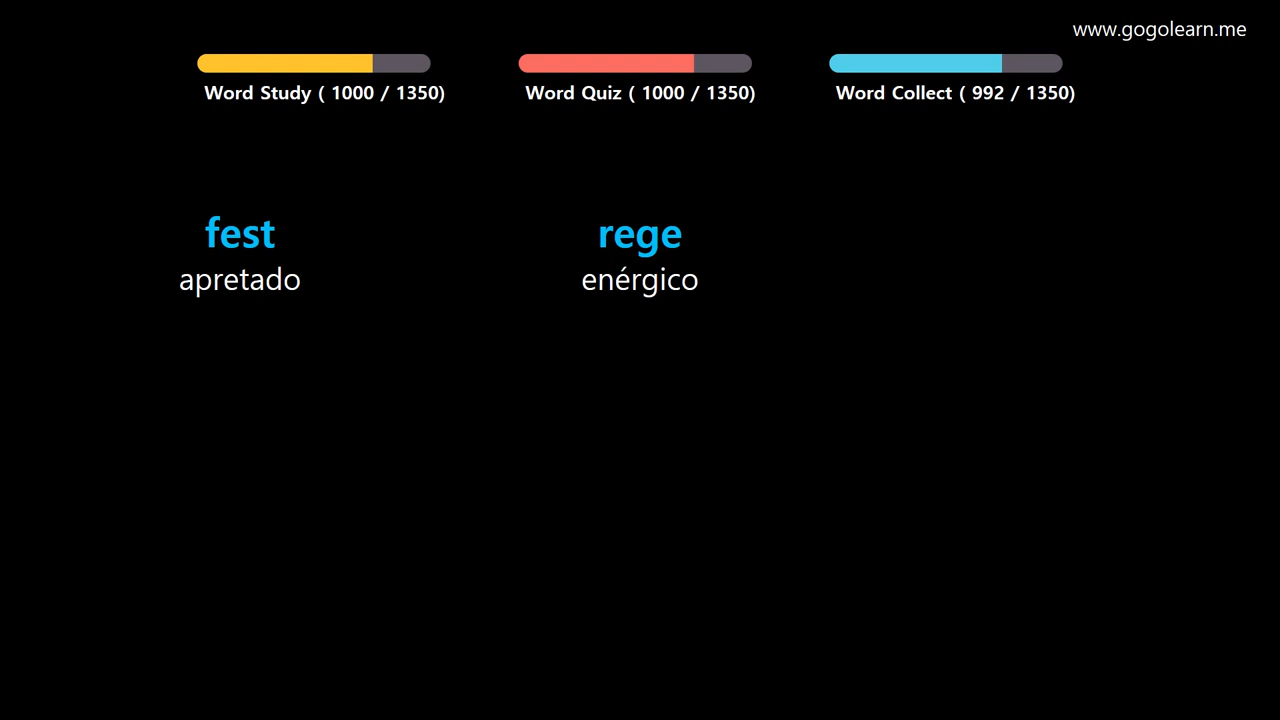 www.gogolearn.me
Word Study ( 1000 / 1350)
Word Quiz ( 1000 / 1350)
Word Collect ( 992 / 1350)
fest
apretado
rege
enérgico